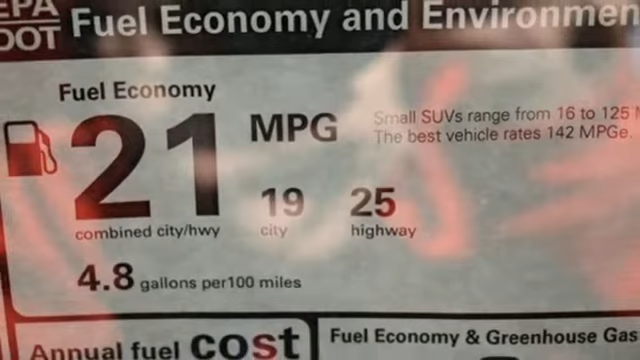 EPA
DOT
Fuel Economy and Environmen
Fuel Economy
21 MPG
Small SUVs range from 16 to 125
The best vehicle rates 142 MPGe.
19 25
combined city/hwy city highway
4.8 gallons per100 miles
Annual fuel cost
Fuel Economy & Greenhouse Gas